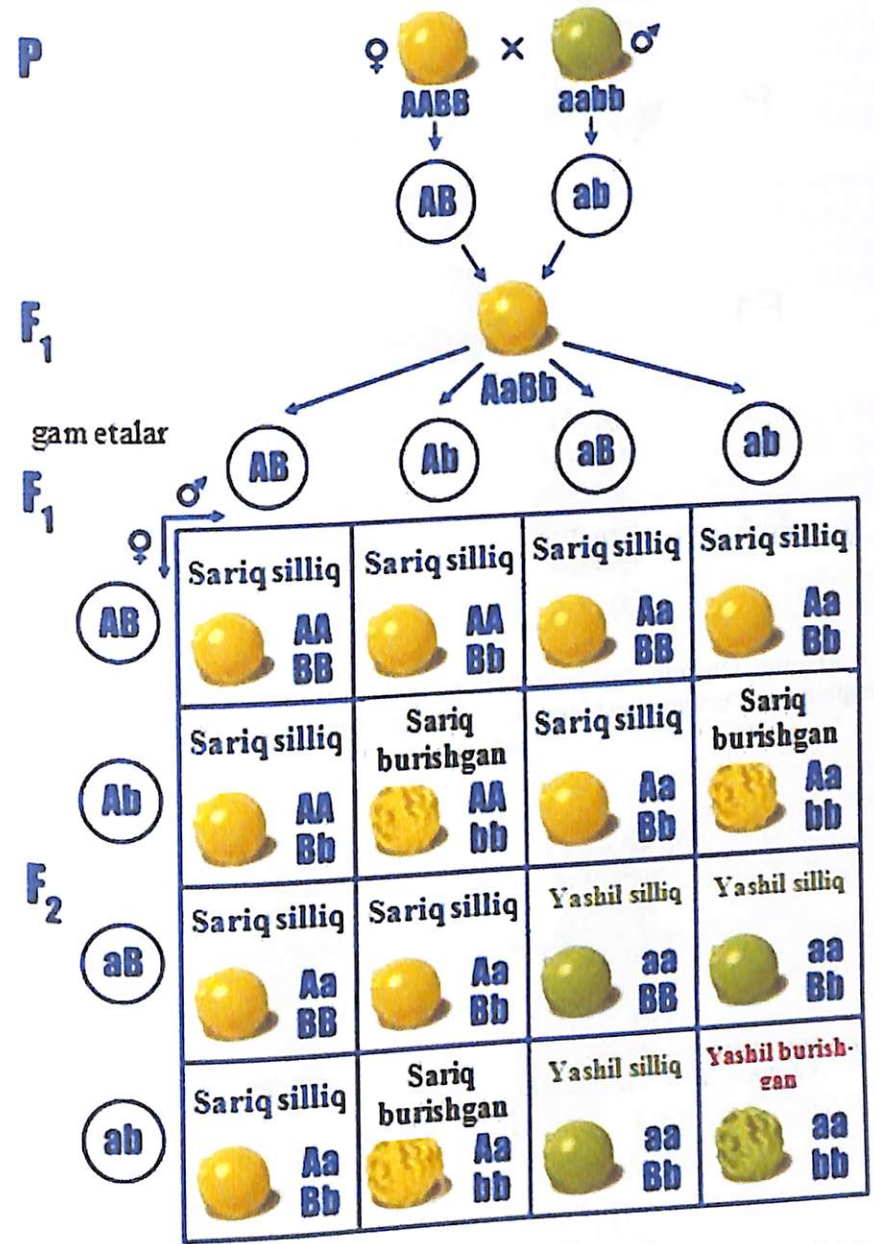 P
♀ × ♂
AABB aabb
AB ab
F1
AaBb
gam etalar
AB Ab aB ab
F1
♂
♀
AB
Sariq silliq
AA
BB
Sariq silliq
AA
Bb
Sariq silliq
Aa
BB
Sariq silliq
Aa
Bb
Ab
Sariq silliq
AA
Bb
Sariq
burishgan
AA
bb
Sariq silliq
Aa
Bb
Sariq
burishgan
Aa
bb
F2
aB
Sariq silliq
Aa
BB
Sariq silliq
Aa
Bb
Yashil silliq
aa
BB
Yashil silliq
aa
Bb
ab
Sariq silliq
Aa
Bb
Sariq
burishgan
Aa
bb
Yashil silliq
aa
Bb
Yashil burish-
gan
aa
bb